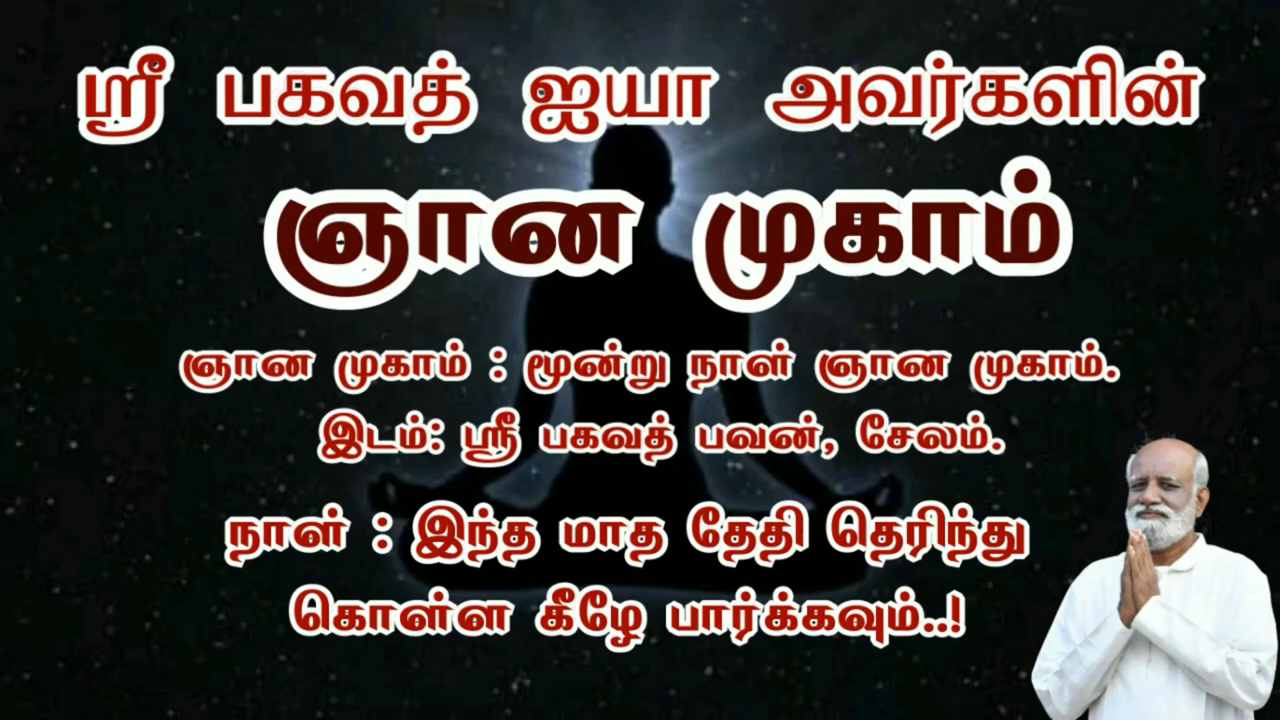 ஸ்ரீ பகவத் ஐயா அவர்களின்
ஞான முகாம்
ஞான முகாம் : மூன்று நாள் ஞான முகாம்.
இடம்: ஸ்ரீ பகவத் பவன், சேலம்.
நாள் : இந்த மாத தேதி தெரிந்து
கொள்ள கீழே பார்க்கவும்..!